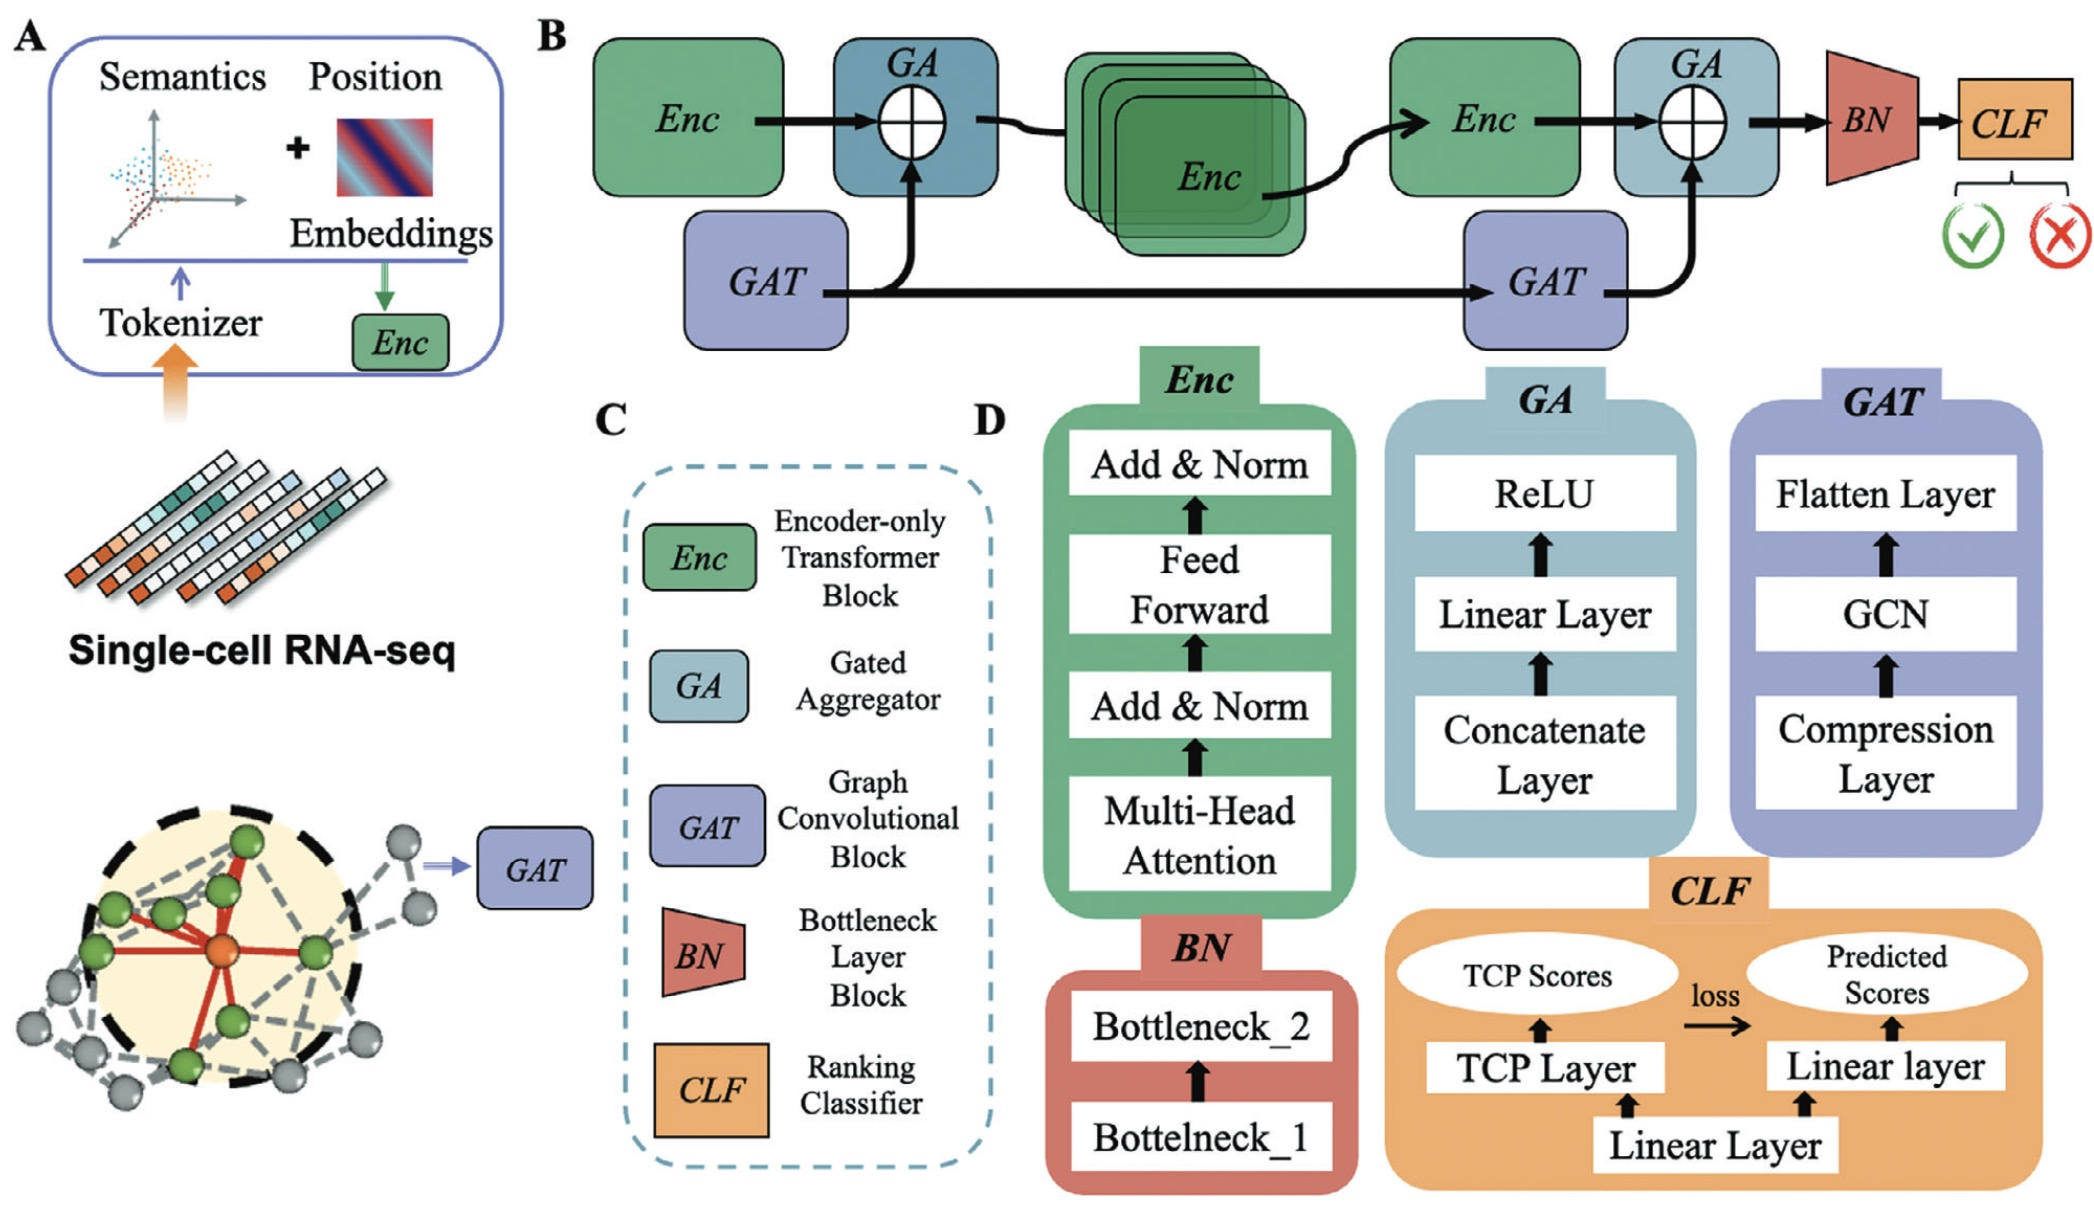 A
Semantics
Position
+
Embeddings
Tokenizer
Enc
Single-cell RNA-seq
GAT
B
Enc
GA
Enc
Enc
GA
BN
CLF
GAT
GAT
C
Enc
Encoder-only
Transformer
Block
GA
Gated
Aggregator
GAT
Graph
Convolutional
Block
BN
Bottleneck
Layer
Block
CLF
Ranking
Classifier
D
Enc
Add & Norm
Feed
Forward
Add & Norm
Multi-Head
Attention
GA
ReLU
Linear Layer
Concatenate
Layer
GAT
Flatten Layer
GCN
Compression
Layer
BN
Bottleneck_2
Bottelneck_1
CLF
TCP Scores
loss
Predicted
Scores
TCP Layer
Linear layer
Linear Layer